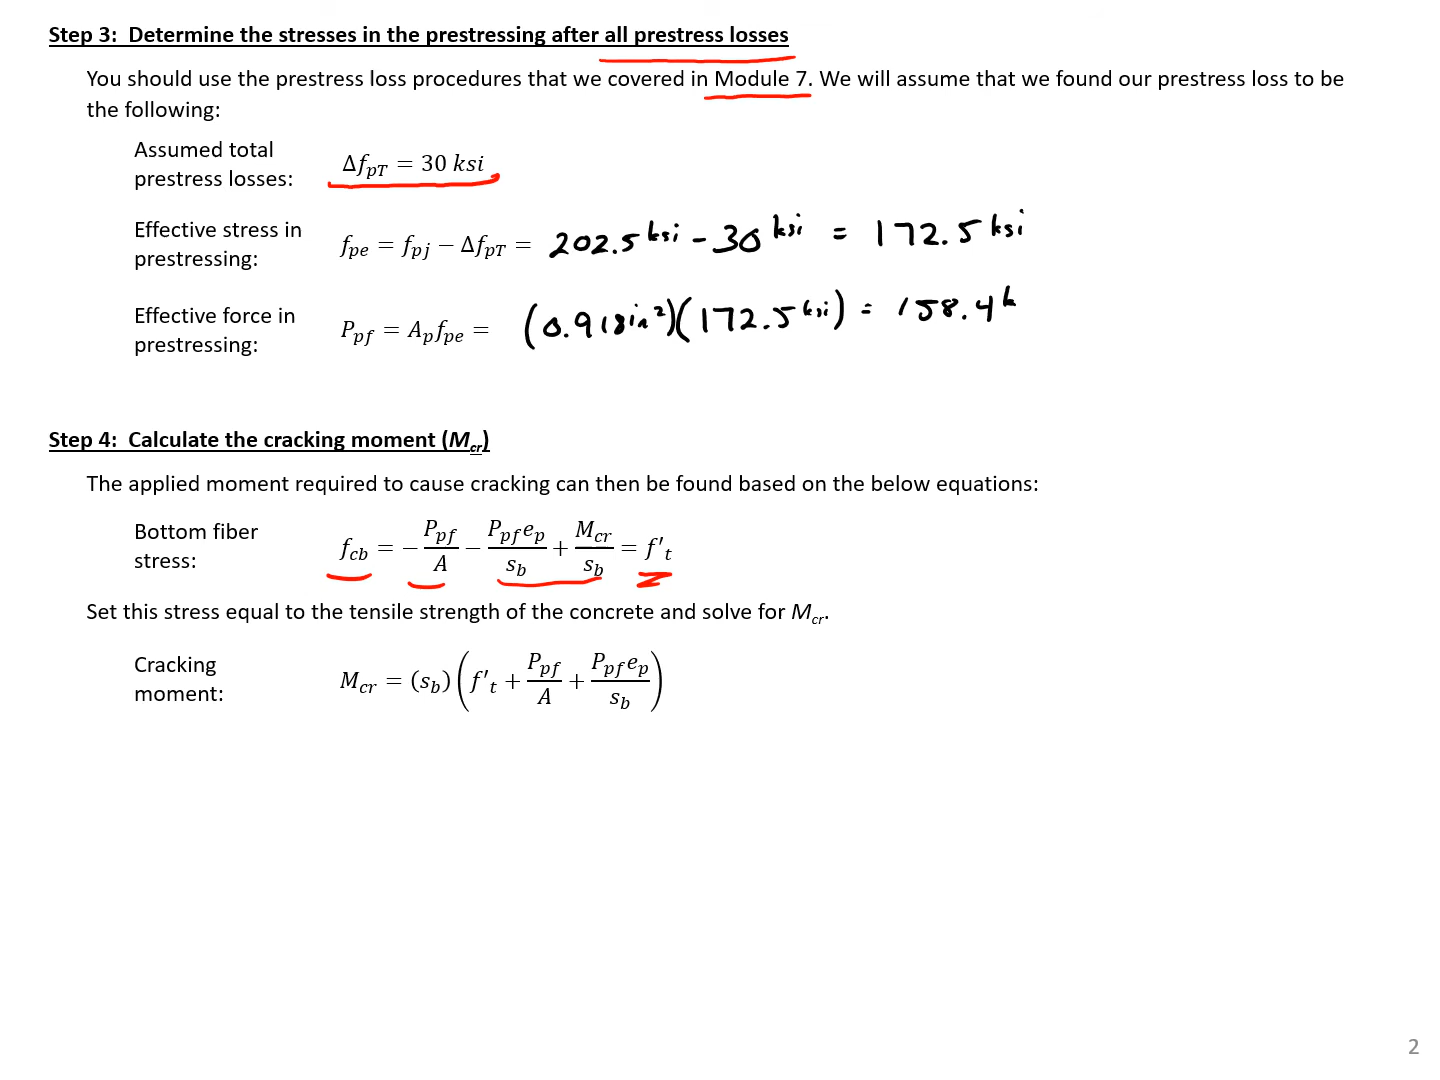 Step 3:  Determine the stresses in the prestressing after all prestress losses
You should use the prestress loss procedures that we covered in Module 7. We will assume that we found our prestress loss to be
the following:
Assumed total
prestress losses:
Δf_pT = 30 ksi
Effective stress in
prestressing:
f_pe = f_pj − Δf_pT = 202.5 ksi − 30 ksi = 172.5 ksi
Effective force in
prestressing:
P_pf = A_p f_pe = (0.918 in²)(172.5 ksi) = 158.4 k
Step 4:  Calculate the cracking moment (M_cr)
The applied moment required to cause cracking can then be found based on the below equations:
Bottom fiber
stress:
f_cb = − P_pf / A − P_pf e_p / s_b + M_cr / s_b = f'_t
Set this stress equal to the tensile strength of the concrete and solve for M_cr.
Cracking
moment:
M_cr = (s_b) (f'_t + P_pf / A + P_pf e_p / s_b)
2